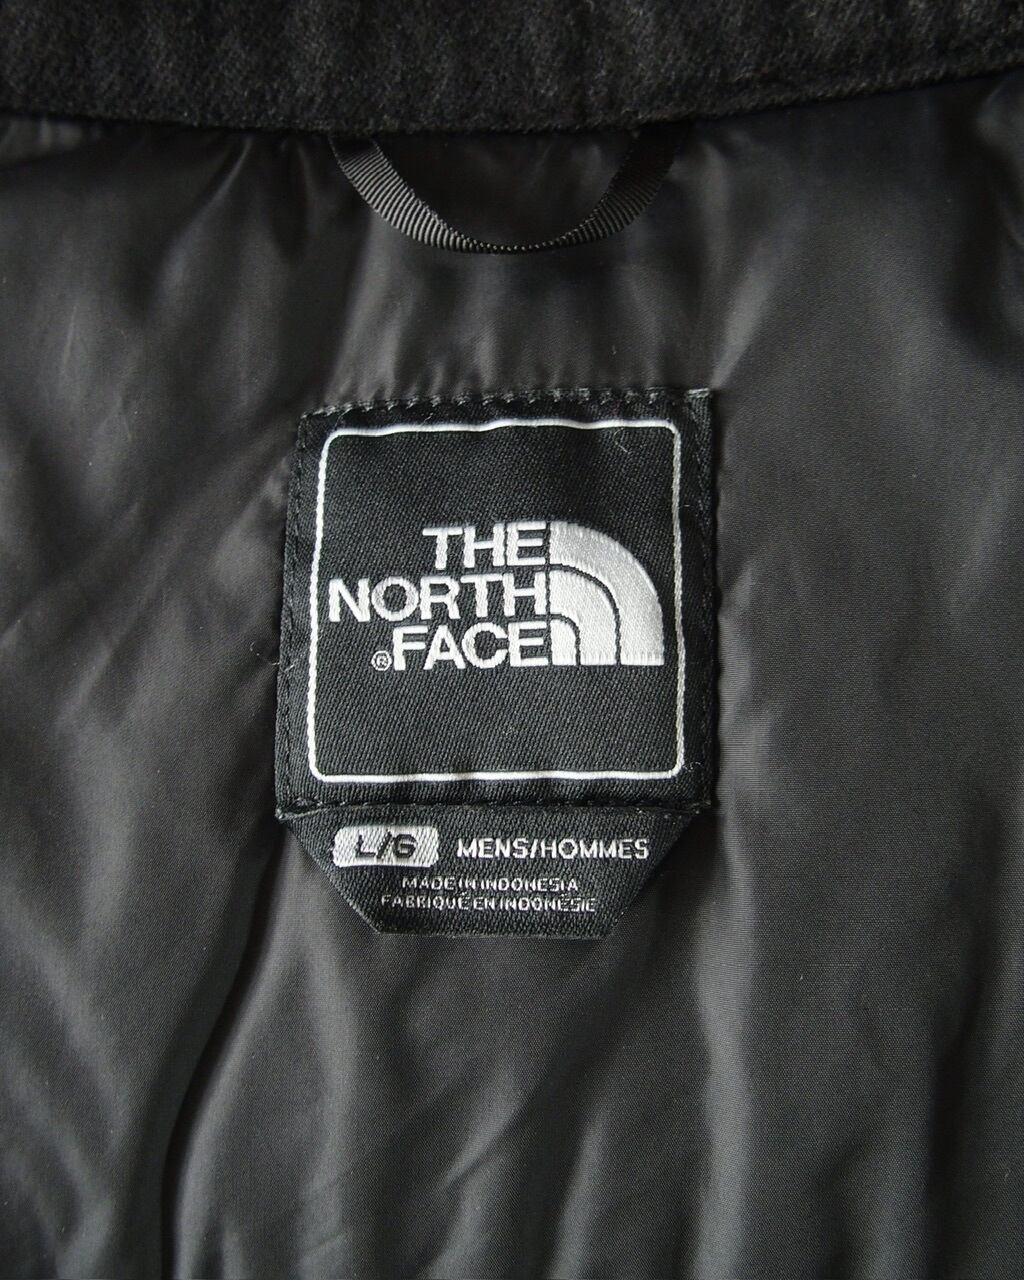 THE
NORTH
®FACE
L/G MENS/HOMMES
MADE IN INDONESIA
FABRIQUÉ EN INDONÉSIE